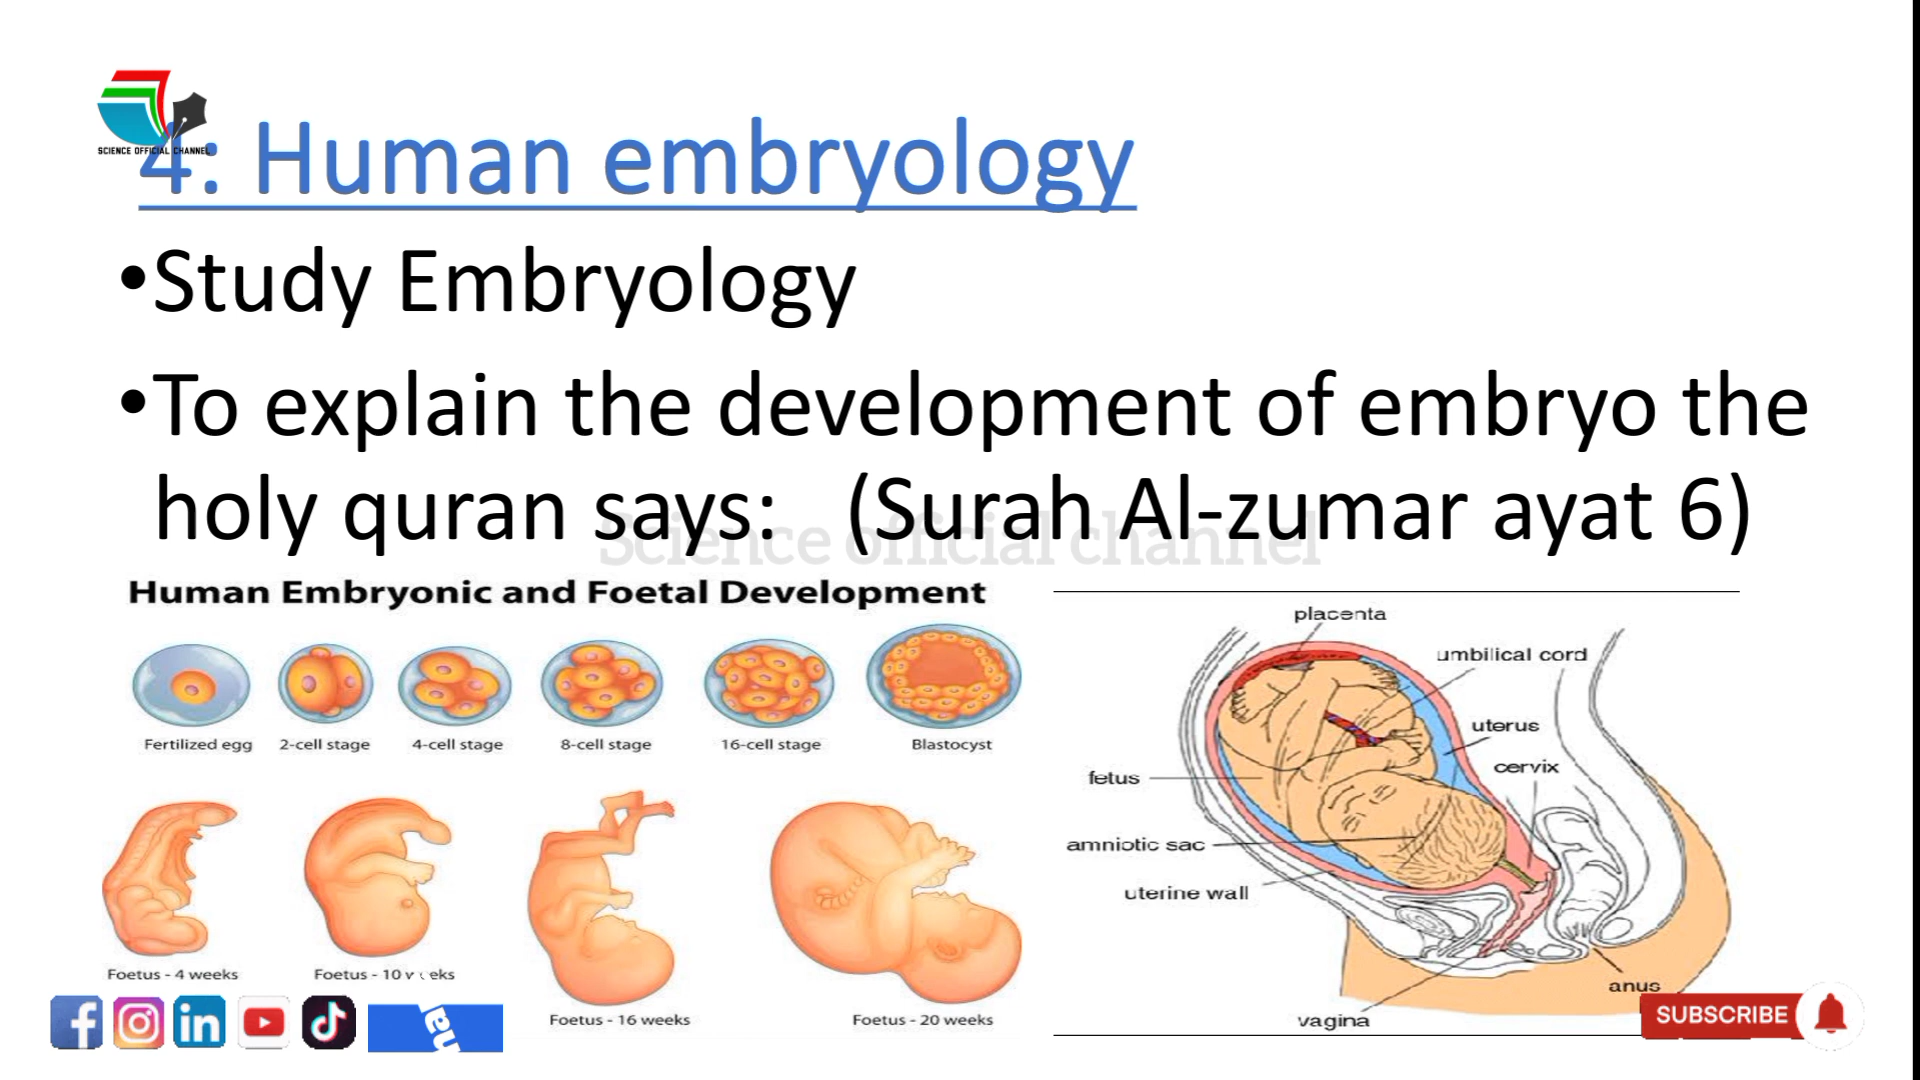 SCIENCE OFFICIAL CHANNEL
4: Human embryology
•Study Embryology
•To explain the development of embryo the
holy quran says: (Surah Al-zumar ayat 6)
Science official channel
Human Embryonic and Foetal Development
Fertilized egg
2-cell stage
4-cell stage
8-cell stage
16-cell stage
Blastocyst
Foetus - 4 weeks
Foetus - 10
Foetus - 16 weeks
Foetus - 20 weeks
placenta
umbilical cord
uterus
cervix
fetus
amniotic sac
uterine wall
anus
vagina
SUBSCRIBE